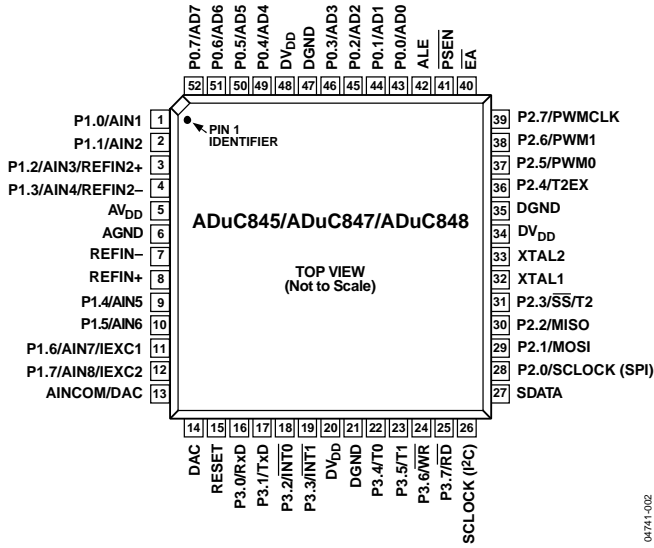 P0.7/AD7
P0.6/AD6
P0.5/AD5
P0.4/AD4
DVDD
DGND
P0.3/AD3
P0.2/AD2
P0.1/AD1
P0.0/AD0
ALE
P̅S̅E̅N̅
E̅A̅
52 51 50 49 48 47 46 45 44 43 42 41 40
P1.0/AIN1 1
P1.1/AIN2 2
P1.2/AIN3/REFIN2+ 3
P1.3/AIN4/REFIN2– 4
AVDD 5
AGND 6
REFIN– 7
REFIN+ 8
P1.4/AIN5 9
P1.5/AIN6 10
P1.6/AIN7/IEXC1 11
P1.7/AIN8/IEXC2 12
AINCOM/DAC 13
PIN 1
IDENTIFIER
ADuC845/ADuC847/ADuC848
TOP VIEW
(Not to Scale)
39 P2.7/PWMCLK
38 P2.6/PWM1
37 P2.5/PWM0
36 P2.4/T2EX
35 DGND
34 DVDD
33 XTAL2
32 XTAL1
31 P2.3/S̅S̅/T2
30 P2.2/MISO
29 P2.1/MOSI
28 P2.0/SCLOCK (SPI)
27 SDATA
14 15 16 17 18 19 20 21 22 23 24 25 26
DAC
RESET
P3.0/RxD
P3.1/TxD
P3.2/I̅N̅T̅0̅
P3.3/I̅N̅T̅1̅
DVDD
DGND
P3.4/T0
P3.5/T1
P3.6/W̅R̅
P3.7/R̅D̅
SCLOCK (I²C)
04741-002